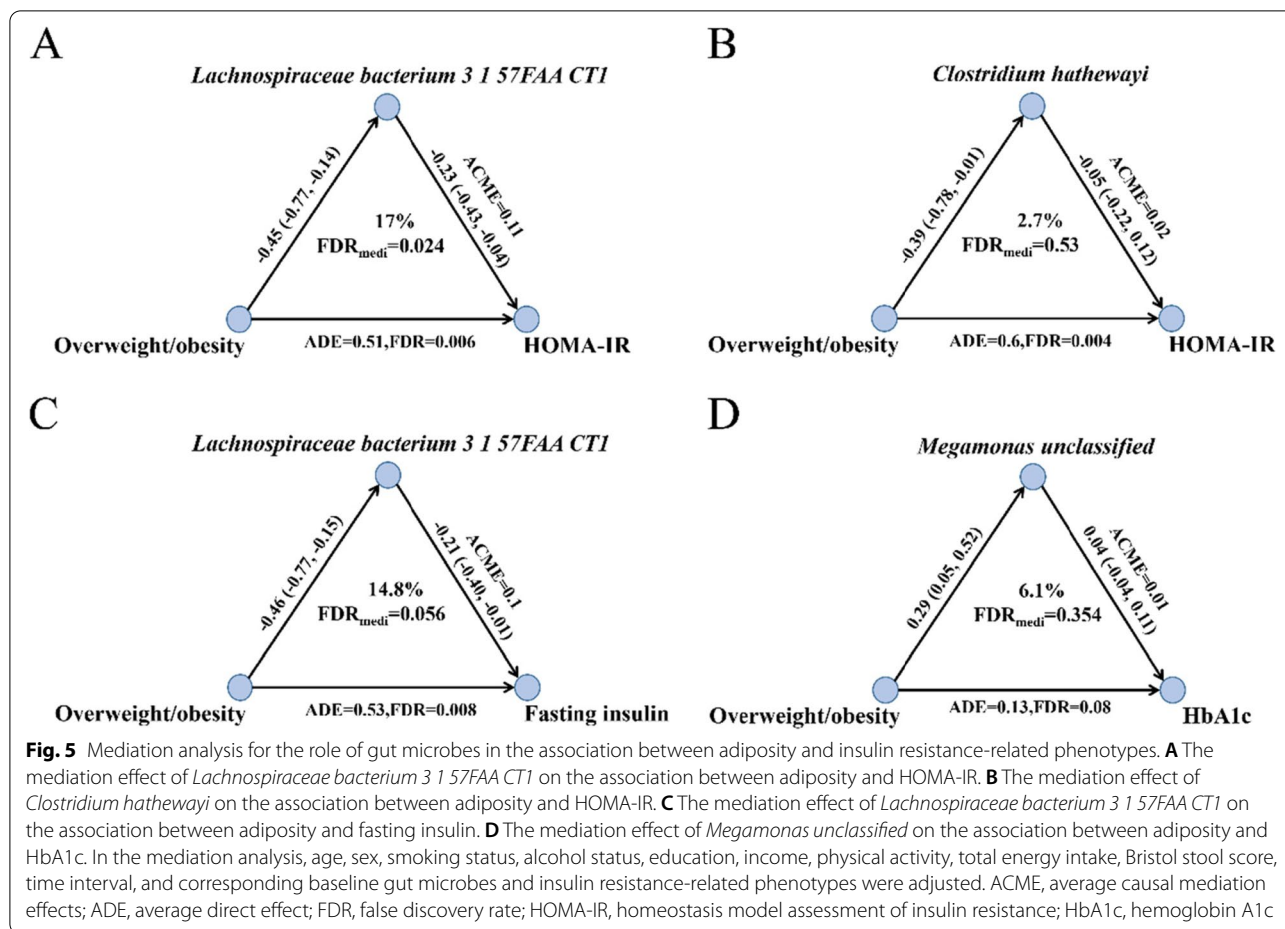 A
Lachnospiraceae bacterium 3 1 57FAA CT1
-0.45 (-0.77, -0.14)
ACME=0.11
-0.23 (-0.43, -0.04)
17%
FDRmedi=0.024
Overweight/obesity
ADE=0.51,FDR=0.006
HOMA-IR
B
Clostridium hathewayi
-0.39 (-0.78, -0.01)
ACME=0.02
-0.05 (-0.22, 0.12)
2.7%
FDRmedi=0.53
Overweight/obesity
ADE=0.6,FDR=0.004
HOMA-IR
C
Lachnospiraceae bacterium 3 1 57FAA CT1
-0.46 (-0.77, -0.15)
ACME=0.1
-0.21 (-0.40, -0.01)
14.8%
FDRmedi=0.056
Overweight/obesity
ADE=0.53,FDR=0.008
Fasting insulin
D
Megamonas unclassified
0.29 (0.05, 0.52)
ACME=0.01
0.04 (-0.04, 0.11)
6.1%
FDRmedi=0.354
Overweight/obesity
ADE=0.13,FDR=0.08
HbA1c
Fig. 5 Mediation analysis for the role of gut microbes in the association between adiposity and insulin resistance-related phenotypes. A The
mediation effect of Lachnospiraceae bacterium 3 1 57FAA CT1 on the association between adiposity and HOMA-IR. B The mediation effect of
Clostridium hathewayi on the association between adiposity and HOMA-IR. C The mediation effect of Lachnospiraceae bacterium 3 1 57FAA CT1 on
the association between adiposity and fasting insulin. D The mediation effect of Megamonas unclassified on the association between adiposity and
HbA1c. In the mediation analysis, age, sex, smoking status, alcohol status, education, income, physical activity, total energy intake, Bristol stool score,
time interval, and corresponding baseline gut microbes and insulin resistance-related phenotypes were adjusted. ACME, average causal mediation
effects; ADE, average direct effect; FDR, false discovery rate; HOMA-IR, homeostasis model assessment of insulin resistance; HbA1c, hemoglobin A1c